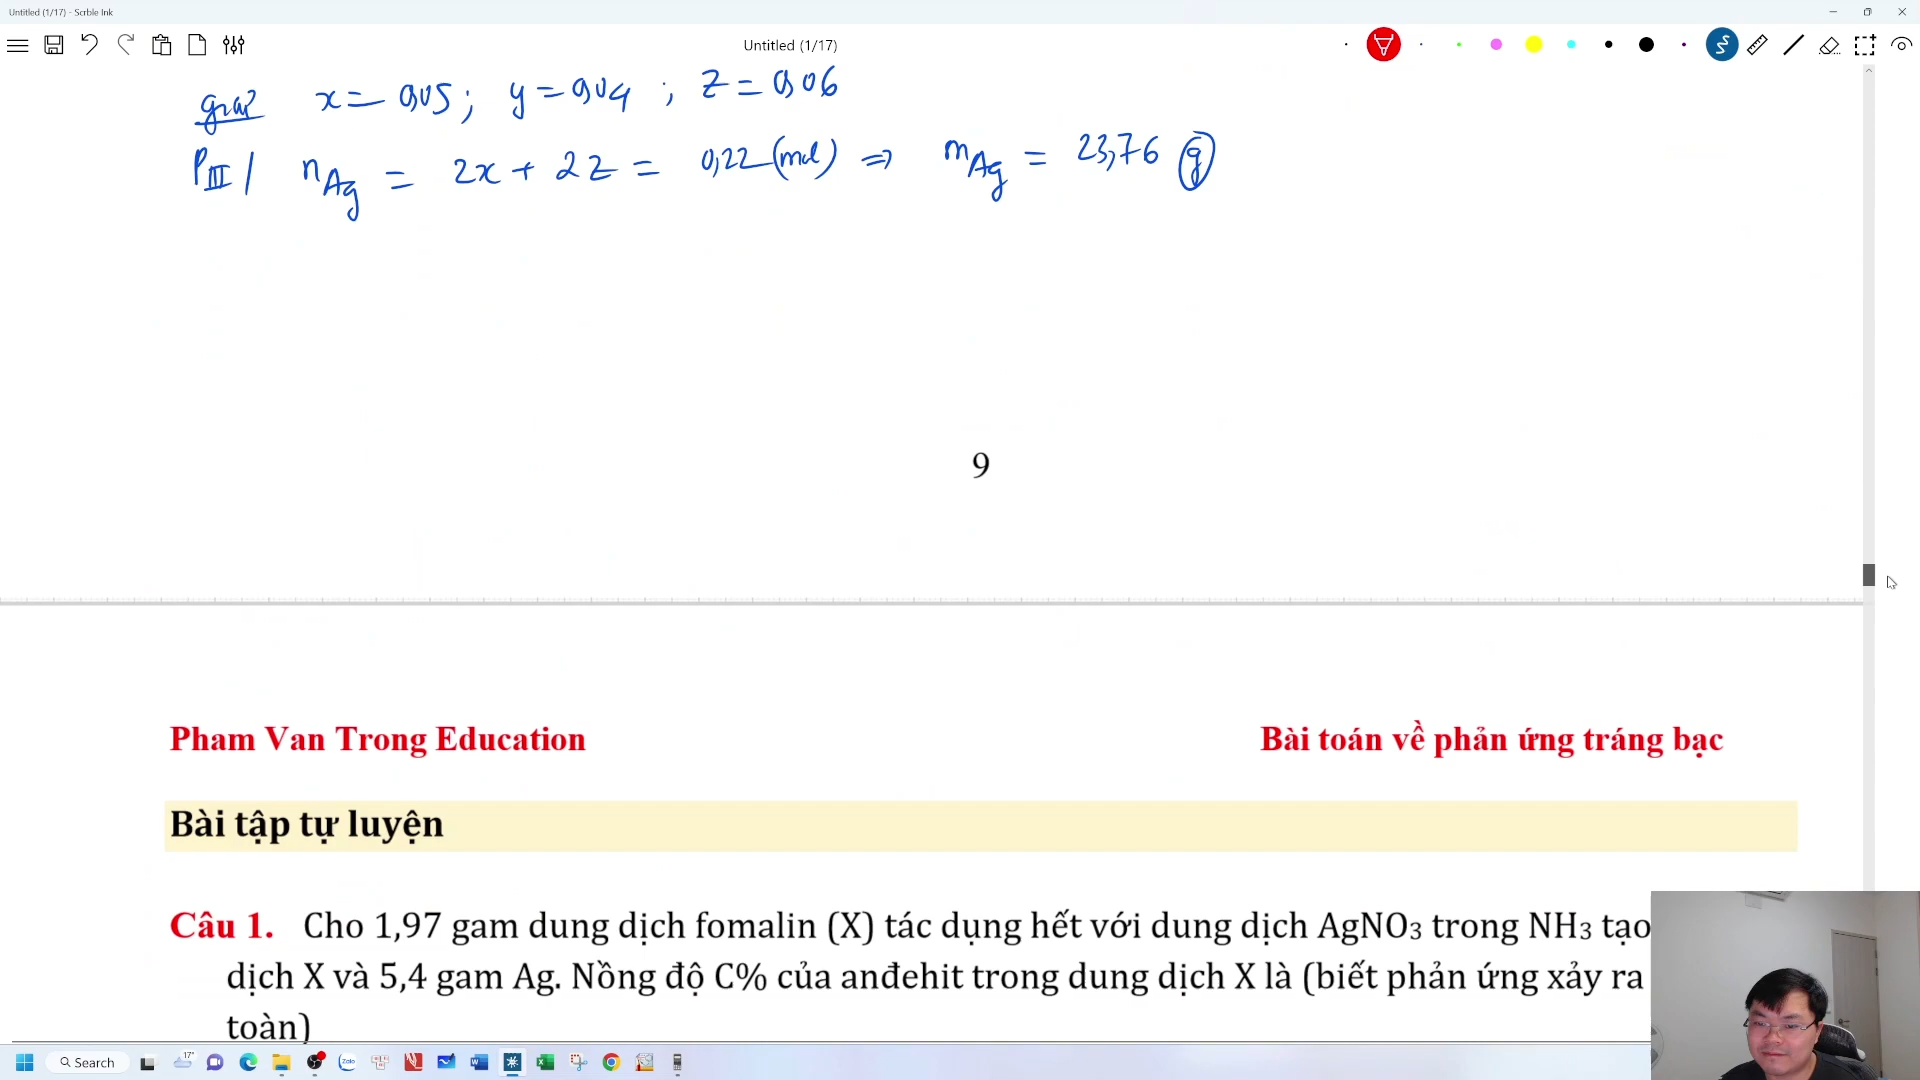 Untitled (1/17) - Scrble Ink
Untitled (1/17)
giải x = 0,05 ; y = 0,04 ; z = 0,06
PIII / nAg = 2x + 2z = 0,22 (mol) => mAg = 23,76 g
9
Pham Van Trong Education Bài toán về phản ứng tráng bạc
Bài tập tự luyện
Câu 1. Cho 1,97 gam dung dịch fomalin (X) tác dụng hết với dung dịch AgNO3 trong NH3 tạo
dịch X và 5,4 gam Ag. Nồng độ C% của anđehit trong dung dịch X là (biết phản ứng xảy ra
toàn)
17°
Search
Zalo